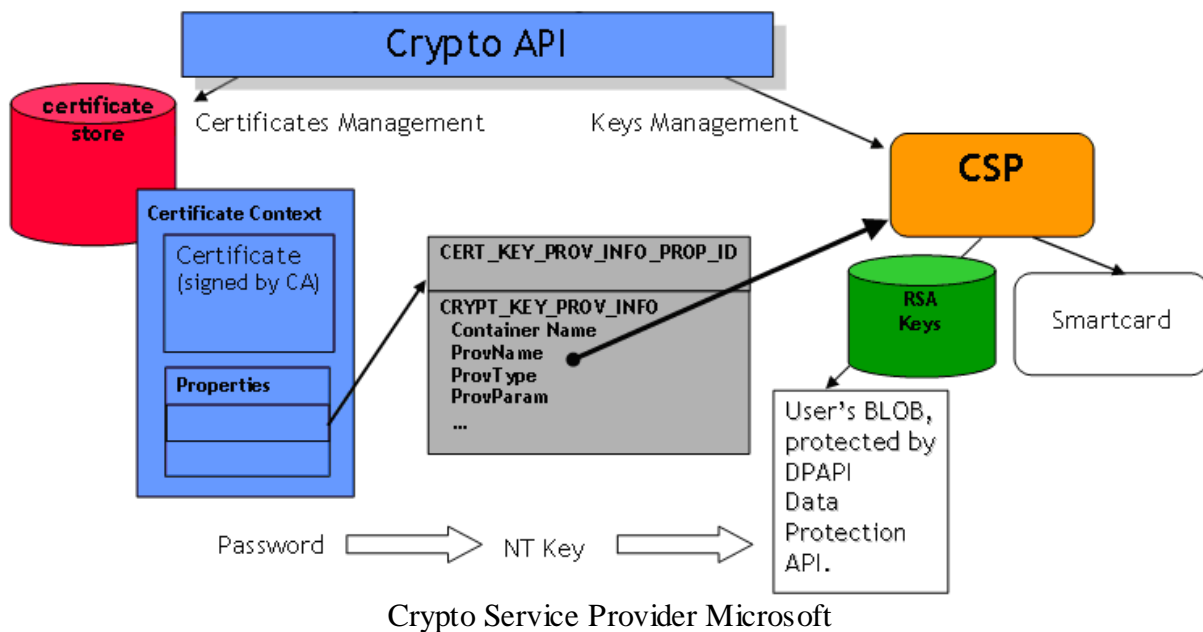 Crypto API
certificate
store
Certificates Management
Keys Management
CSP
Certificate Context
Certificate
(signed by CA)
Properties
CERT_KEY_PROV_INFO_PROP_ID
CRYPT_KEY_PROV_INFO
Container Name
ProvName
ProvType
ProvParam
...
RSA
Keys
Smartcard
User's BLOB,
protected by
DPAPI
Data
Protection
API.
Password
NT Key
Crypto Service Provider Microsoft